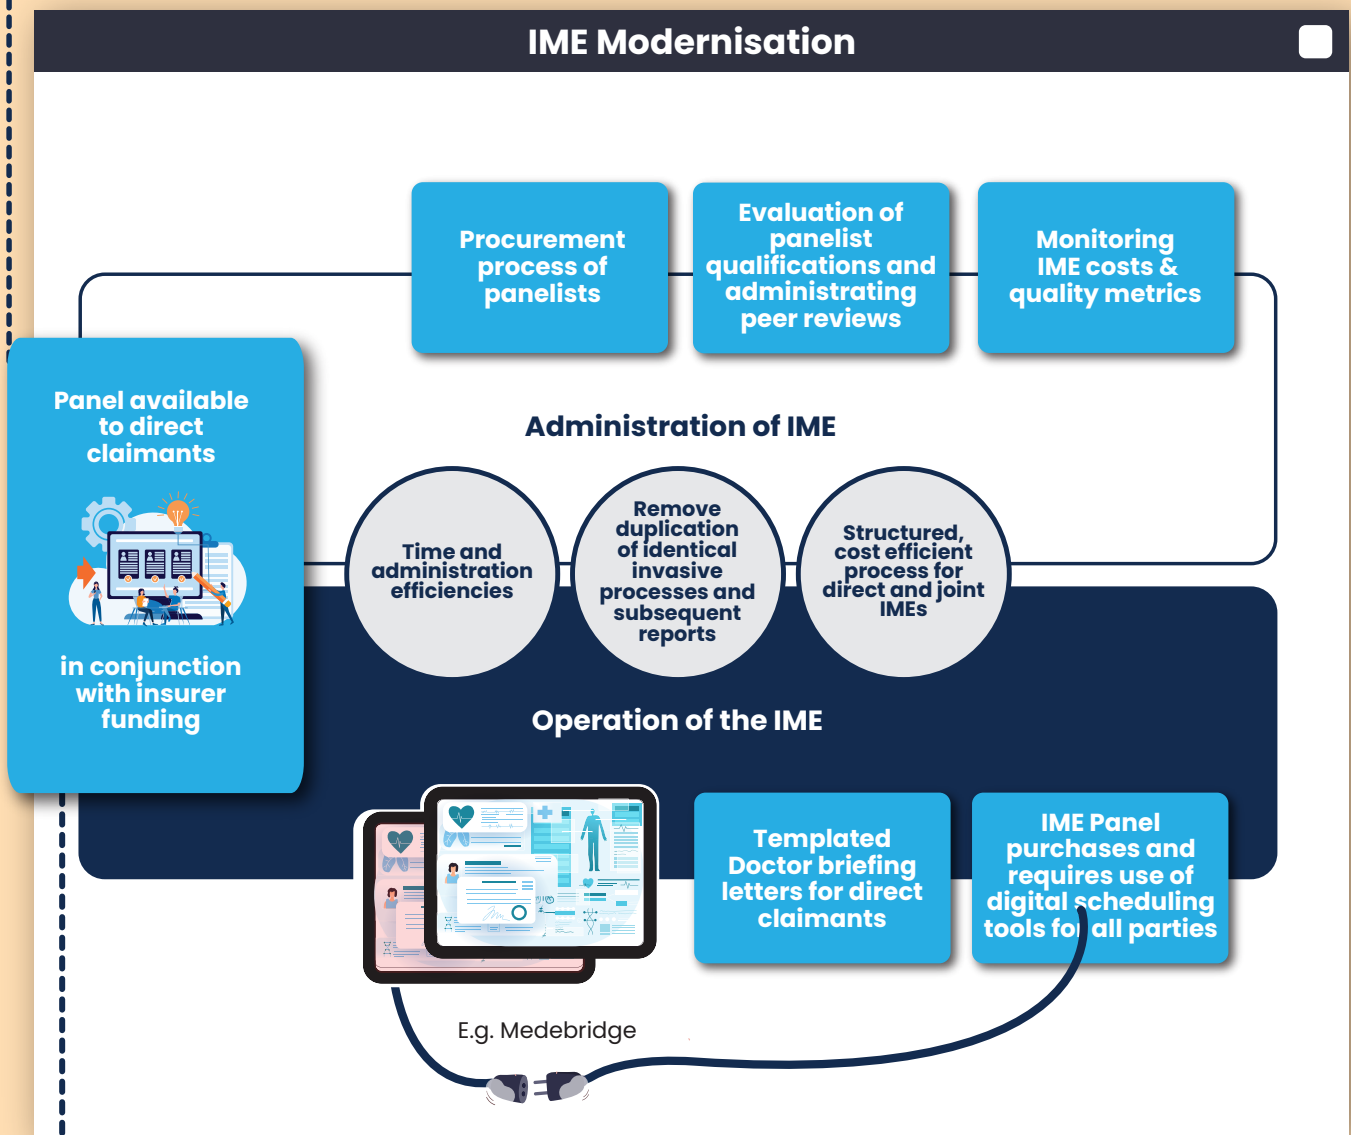 IME Modernisation
Procurement
process of
panelists
Evaluation of
panelist
qualifications and
administrating
peer reviews
Monitoring
IME costs &
quality metrics
Panel available
to direct
claimants
in conjunction
with insurer
funding
Administration of IME
Time and
administration
efficiencies
Remove
duplication
of identical
invasive
processes and
subsequent
reports
Structured,
cost efficient
process for
direct and joint
IMEs
Operation of the IME
Templated
Doctor briefing
letters for direct
claimants
IME Panel
purchases and
requires use of
digital scheduling
tools for all parties
E.g. Medebridge